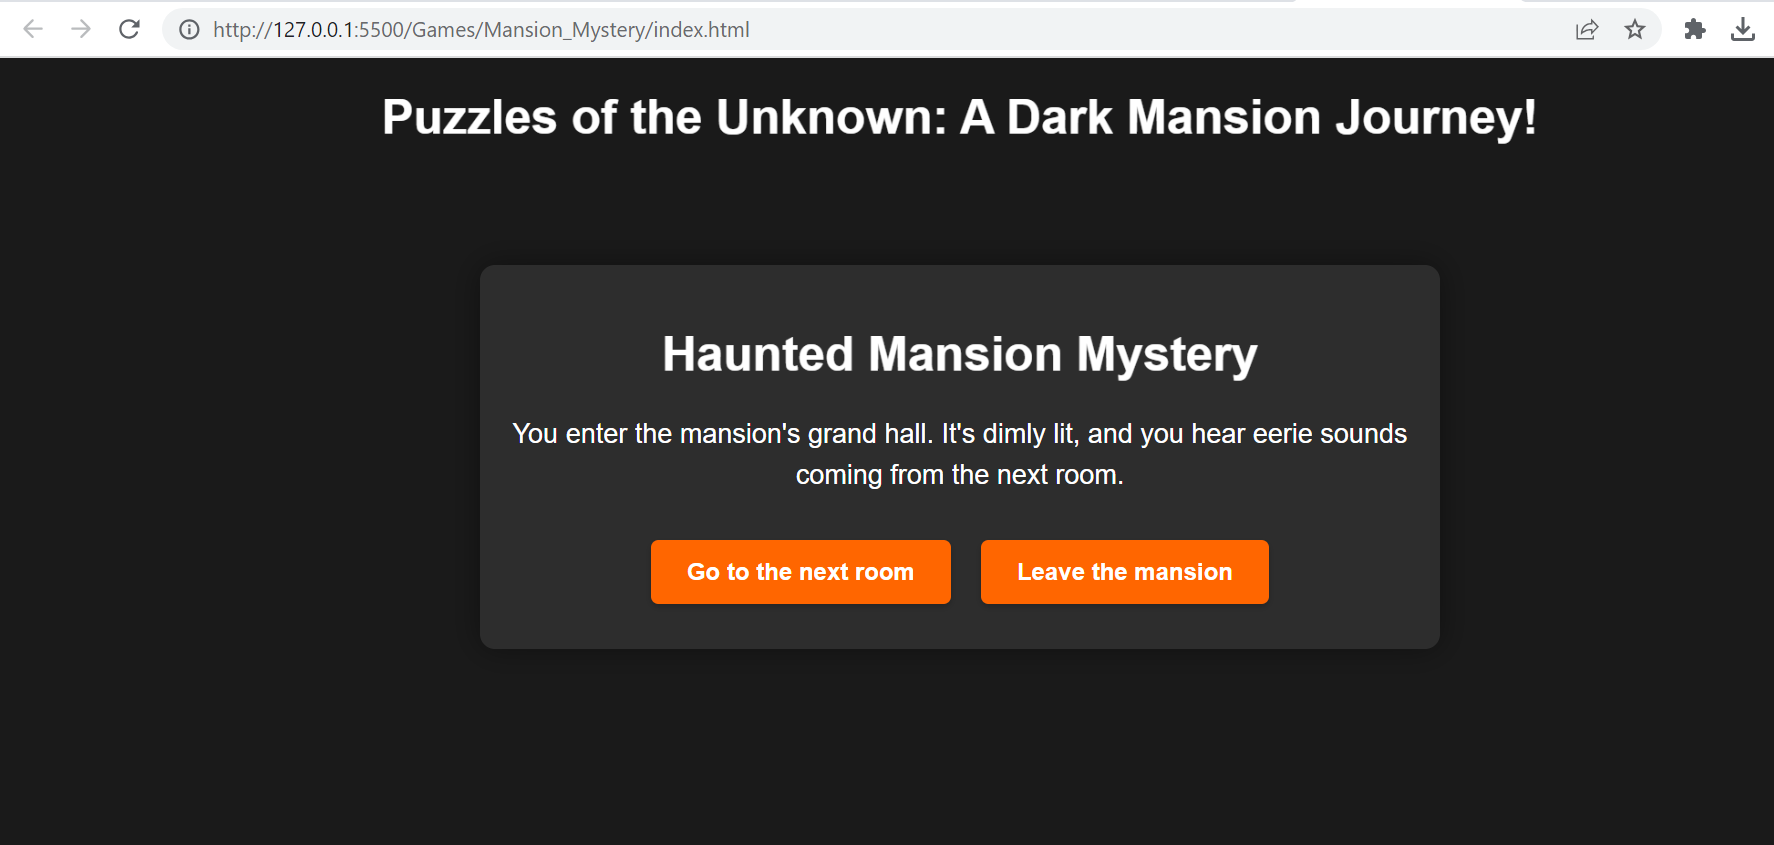 http://127.0.0.1:5500/Games/Mansion_Mystery/index.html
Puzzles of the Unknown: A Dark Mansion Journey!
Haunted Mansion Mystery
You enter the mansion's grand hall. It's dimly lit, and you hear eerie sounds
coming from the next room.
Go to the next room
Leave the mansion